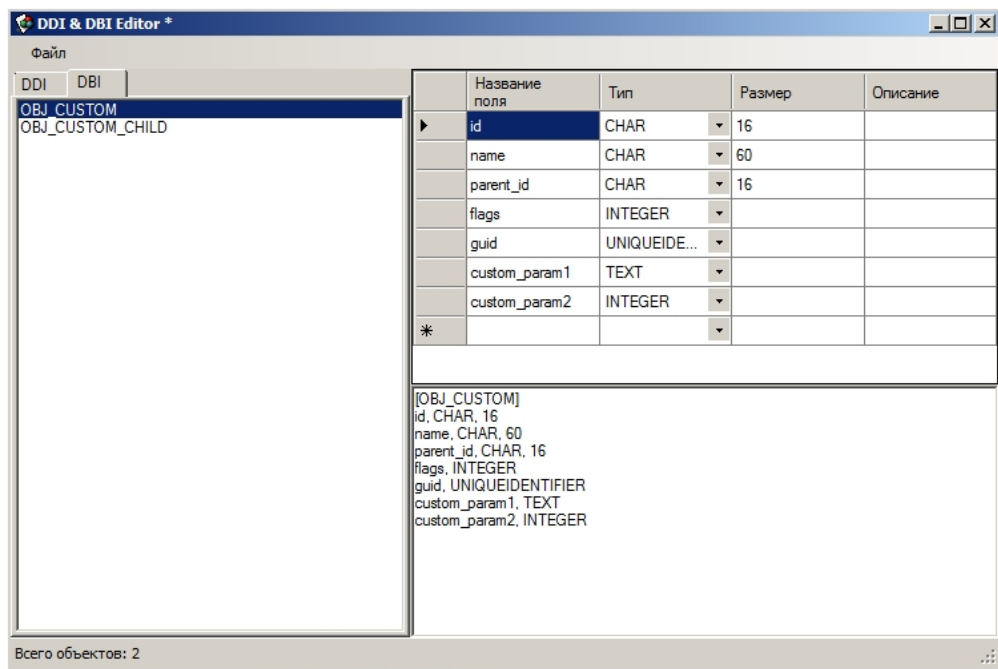 DDI & DBI Editor *
Файл
DDI DBI
OBJ_CUSTOM
OBJ_CUSTOM_CHILD
Название поля Тип Размер Описание
id CHAR 16
name CHAR 60
parent_id CHAR 16
flags INTEGER
guid UNIQUEIDE...
custom_param1 TEXT
custom_param2 INTEGER
[OBJ_CUSTOM]
id, CHAR, 16
name, CHAR, 60
parent_id, CHAR, 16
flags, INTEGER
guid, UNIQUEIDENTIFIER
custom_param1, TEXT
custom_param2, INTEGER
Всего объектов: 2